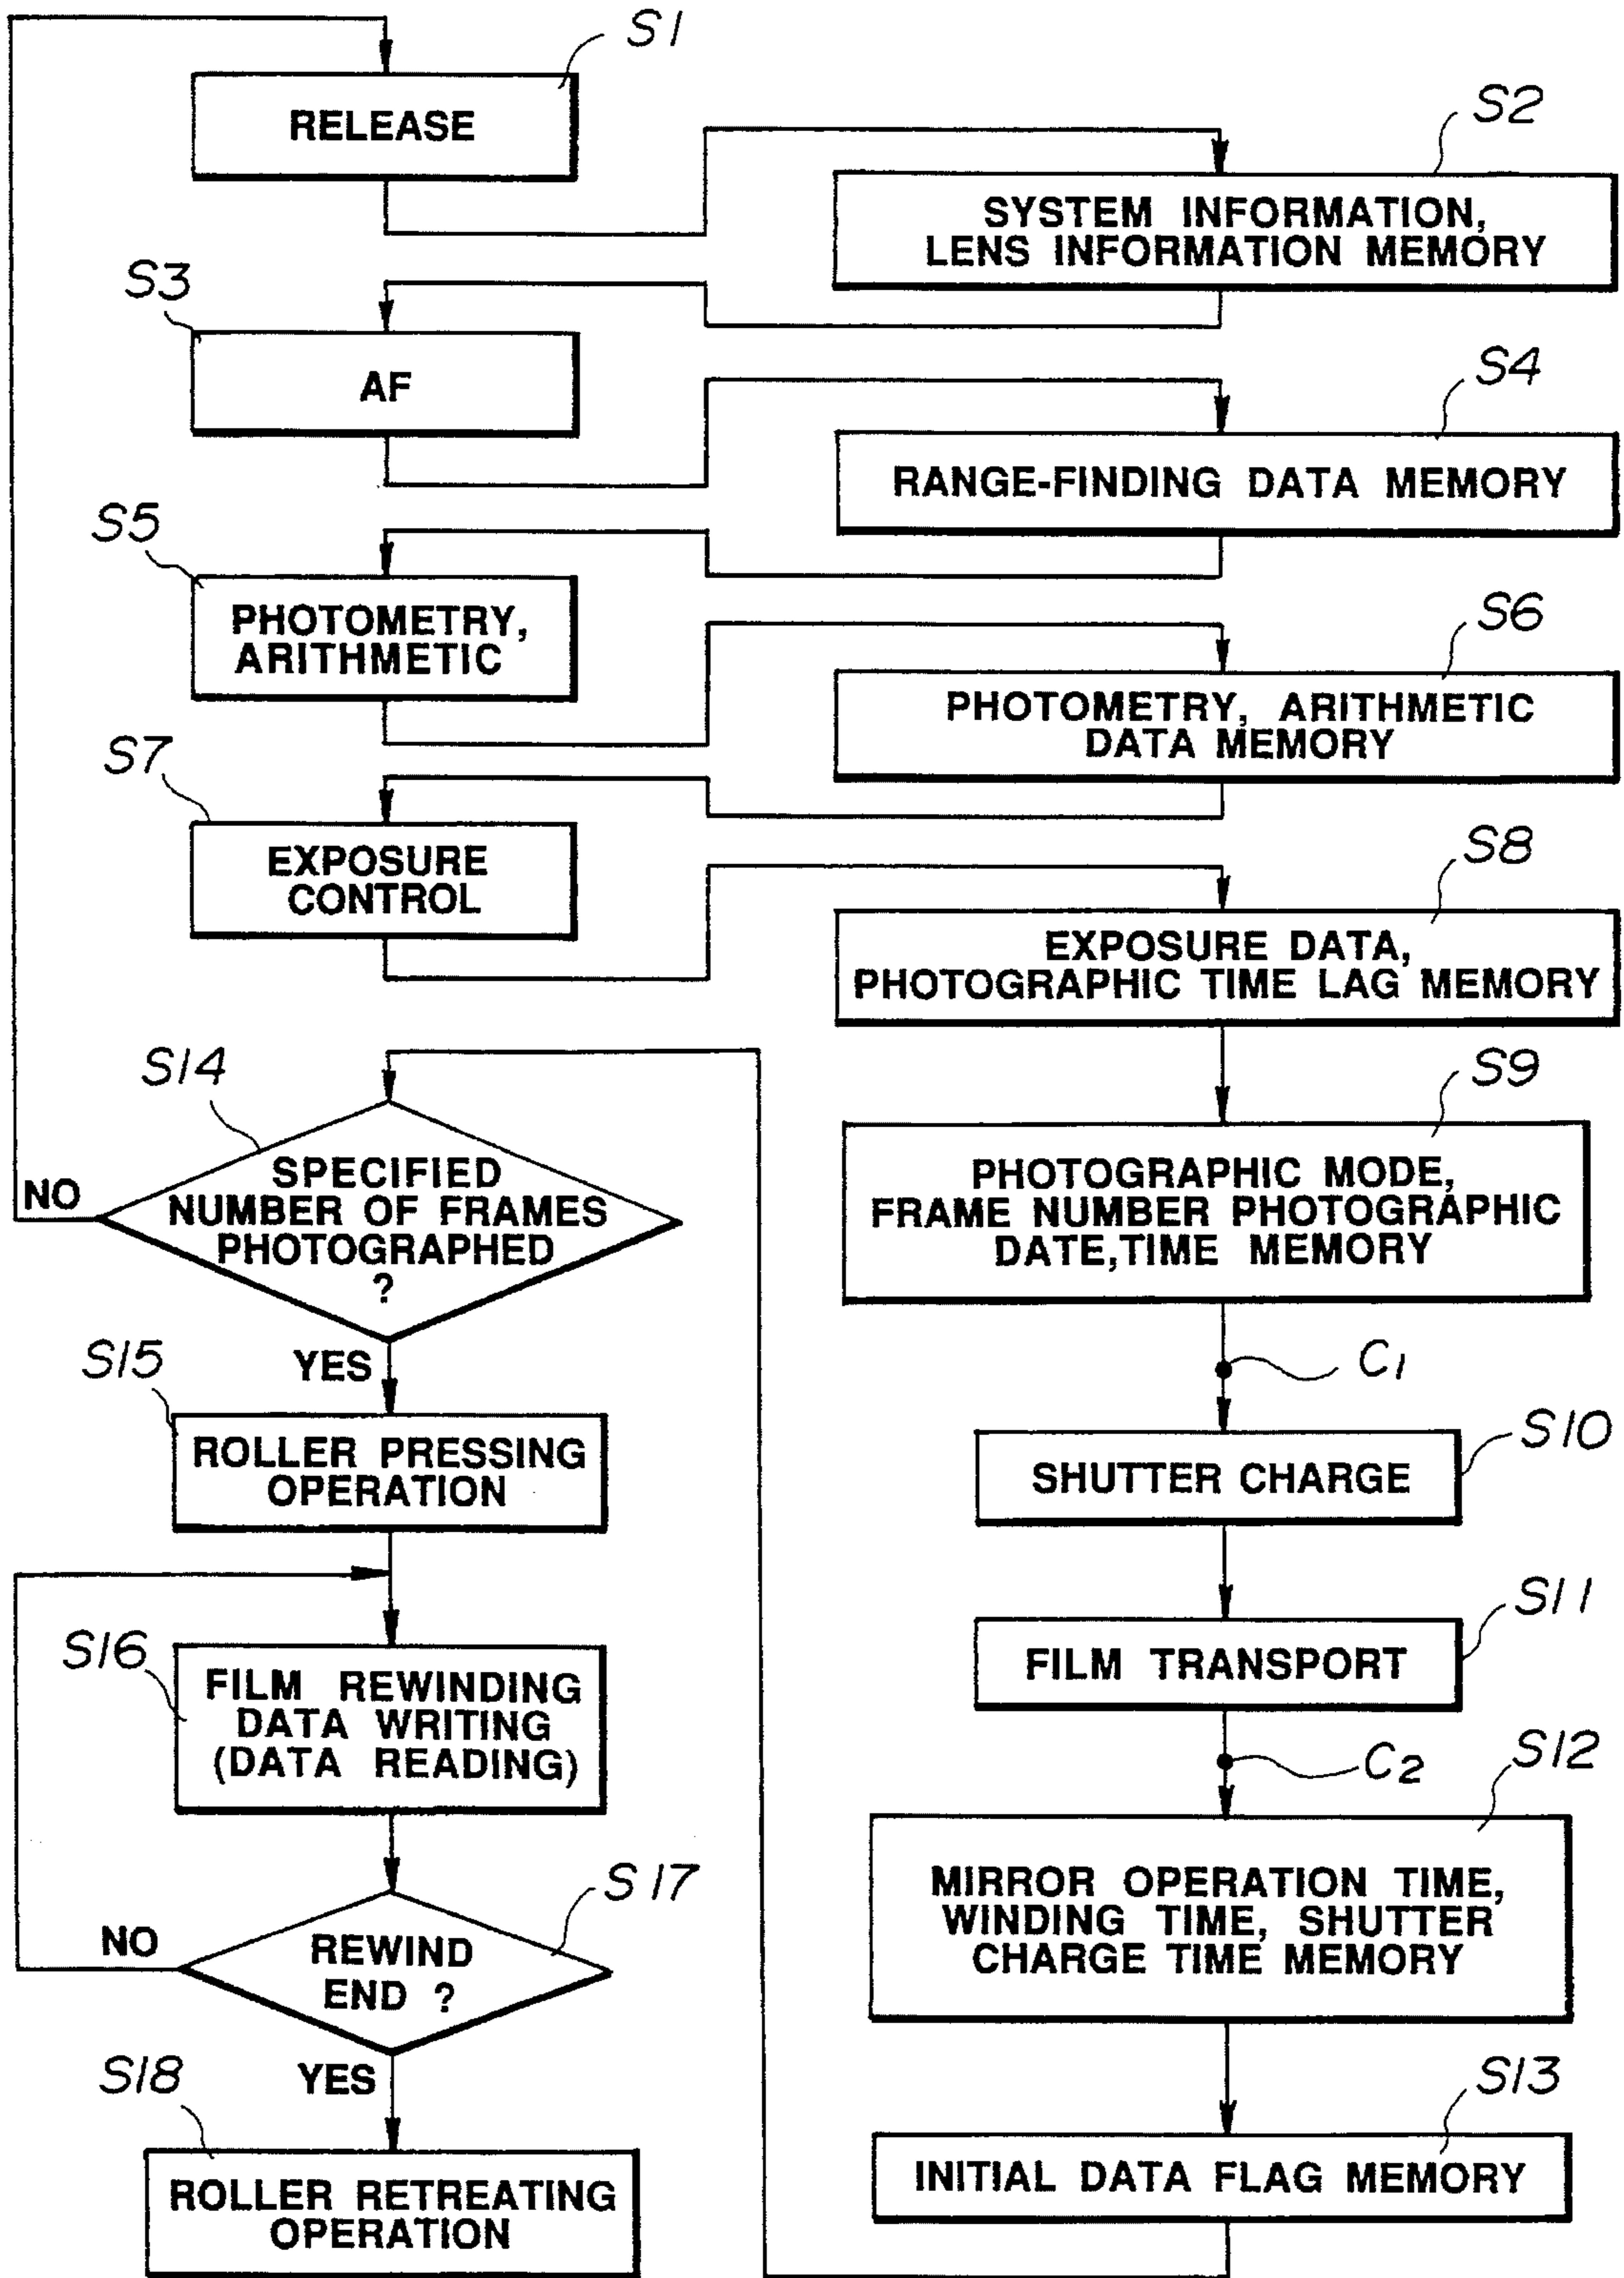 S1
RELEASE
S2
SYSTEM INFORMATION,
LENS INFORMATION MEMORY
S3
AF
S4
RANGE-FINDING DATA MEMORY
S5
PHOTOMETRY,
ARITHMETIC
S6
PHOTOMETRY, ARITHMETIC
DATA MEMORY
S7
EXPOSURE
CONTROL
S8
EXPOSURE DATA,
PHOTOGRAPHIC TIME LAG MEMORY
S9
PHOTOGRAPHIC MODE,
FRAME NUMBER PHOTOGRAPHIC
DATE,TIME MEMORY
C1
S10
SHUTTER CHARGE
S11
FILM TRANSPORT
C2
S12
MIRROR OPERATION TIME,
WINDING TIME, SHUTTER
CHARGE TIME MEMORY
S13
INITIAL DATA FLAG MEMORY
S14
SPECIFIED
NUMBER OF FRAMES
PHOTOGRAPHED
?
NO
YES
S15
ROLLER PRESSING
OPERATION
S16
FILM REWINDING
DATA WRITING
(DATA READING)
S17
REWIND
END ?
NO
YES
S18
ROLLER RETREATING
OPERATION